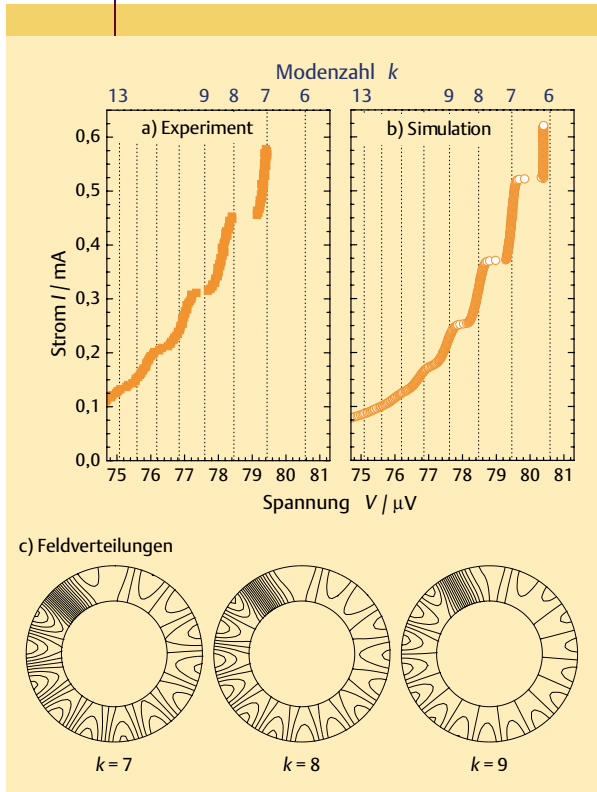 Modenzahl k
13 9 8 7 6 13 9 8 7 6
a) Experiment b) Simulation
0,6
0,5
0,4
0,3
0,2
0,1
0,0
Strom I / mA
75 76 77 78 79 80 81 75 76 77 78 79 80 81
Spannung V / μV
c) Feldverteilungen
k = 7 k = 8 k = 9